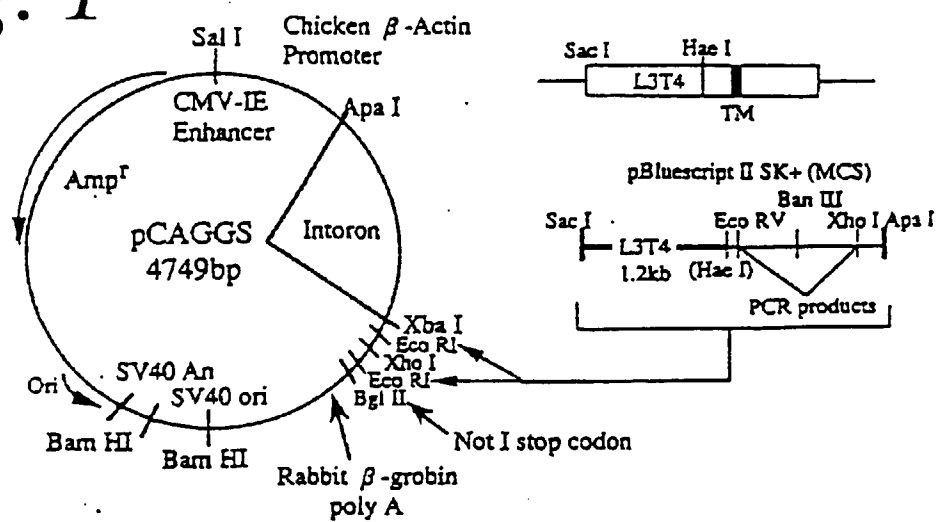 . 1
Sal I
Chicken β-Actin
Promoter
CMV-IE
Enhancer
Apa I
Amp^r
pCAGGS
4749bp
Intoron
Xba I
Eco RI
Xho I
Eco RI
Bgl II
SV40 An
Ori
SV40 ori
Bam HI
Bam HI
Not I stop codon
Rabbit β-grobin
poly A
Sac I
Hae I
L3T4
TM
pBluescript II SK+ (MCS)
Ban III
Sac I
Eco RV
Xho I
Apa I
L3T4
1.2kb
(Hae I)
PCR products